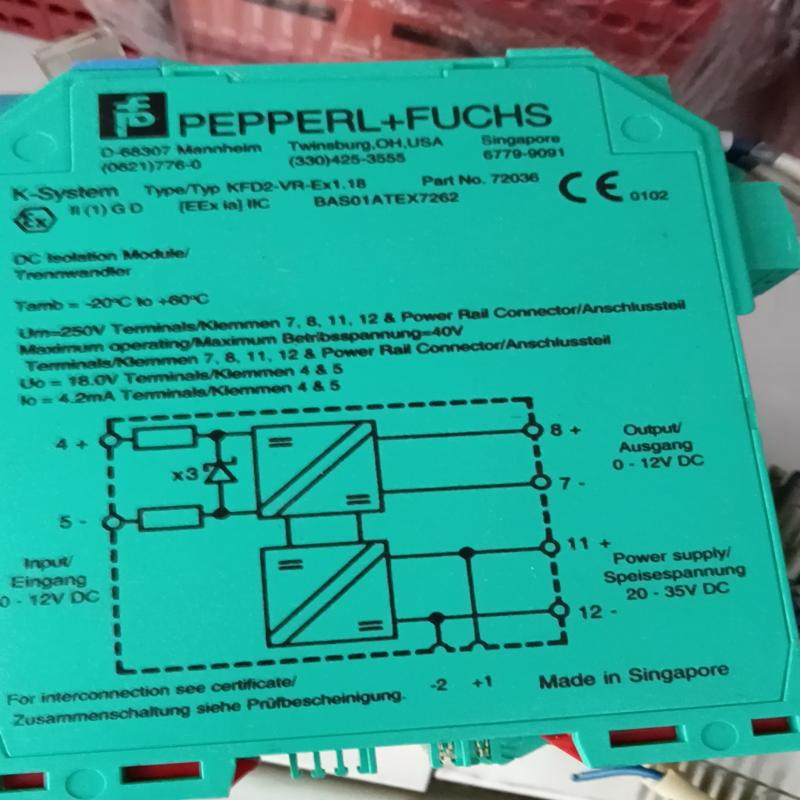 PEPPERL+FUCHS
D-68307 Mannheim Twinsburg,OH,USA Singapore
(0621)776-0 (330)425-3555 6779-9091
K-System Type/Typ KFD2-VR-Ex1.18 Part No. 72036
Ex II (1) G D [EEx ia] IIC BAS01ATEX7262 CE 0102
DC Isolation Module/
Trennwandler
Tamb = -20°C to +60°C
Um=250V Terminals/Klemmen 7, 8, 11, 12 & Power Rail Connector/Anschlussteil
Maximum operating/Maximum Betribsspannung=40V
Terminals/Klemmen 7, 8, 11, 12 & Power Rail Connector/Anschlussteil
Uo = 18.0V Terminals/Klemmen 4 & 5
Io = 4.2mA Terminals/Klemmen 4 & 5
4 +
x3
5 -
Input/
Eingang
0 - 12V DC
8 +
7 -
Output/
Ausgang
0 - 12V DC
11 +
12 -
Power supply/
Speisespannung
20 - 35V DC
-2 +1
For interconnection see certificate/
Zusammenschaltung siehe Prüfbescheinigung.
Made in Singapore